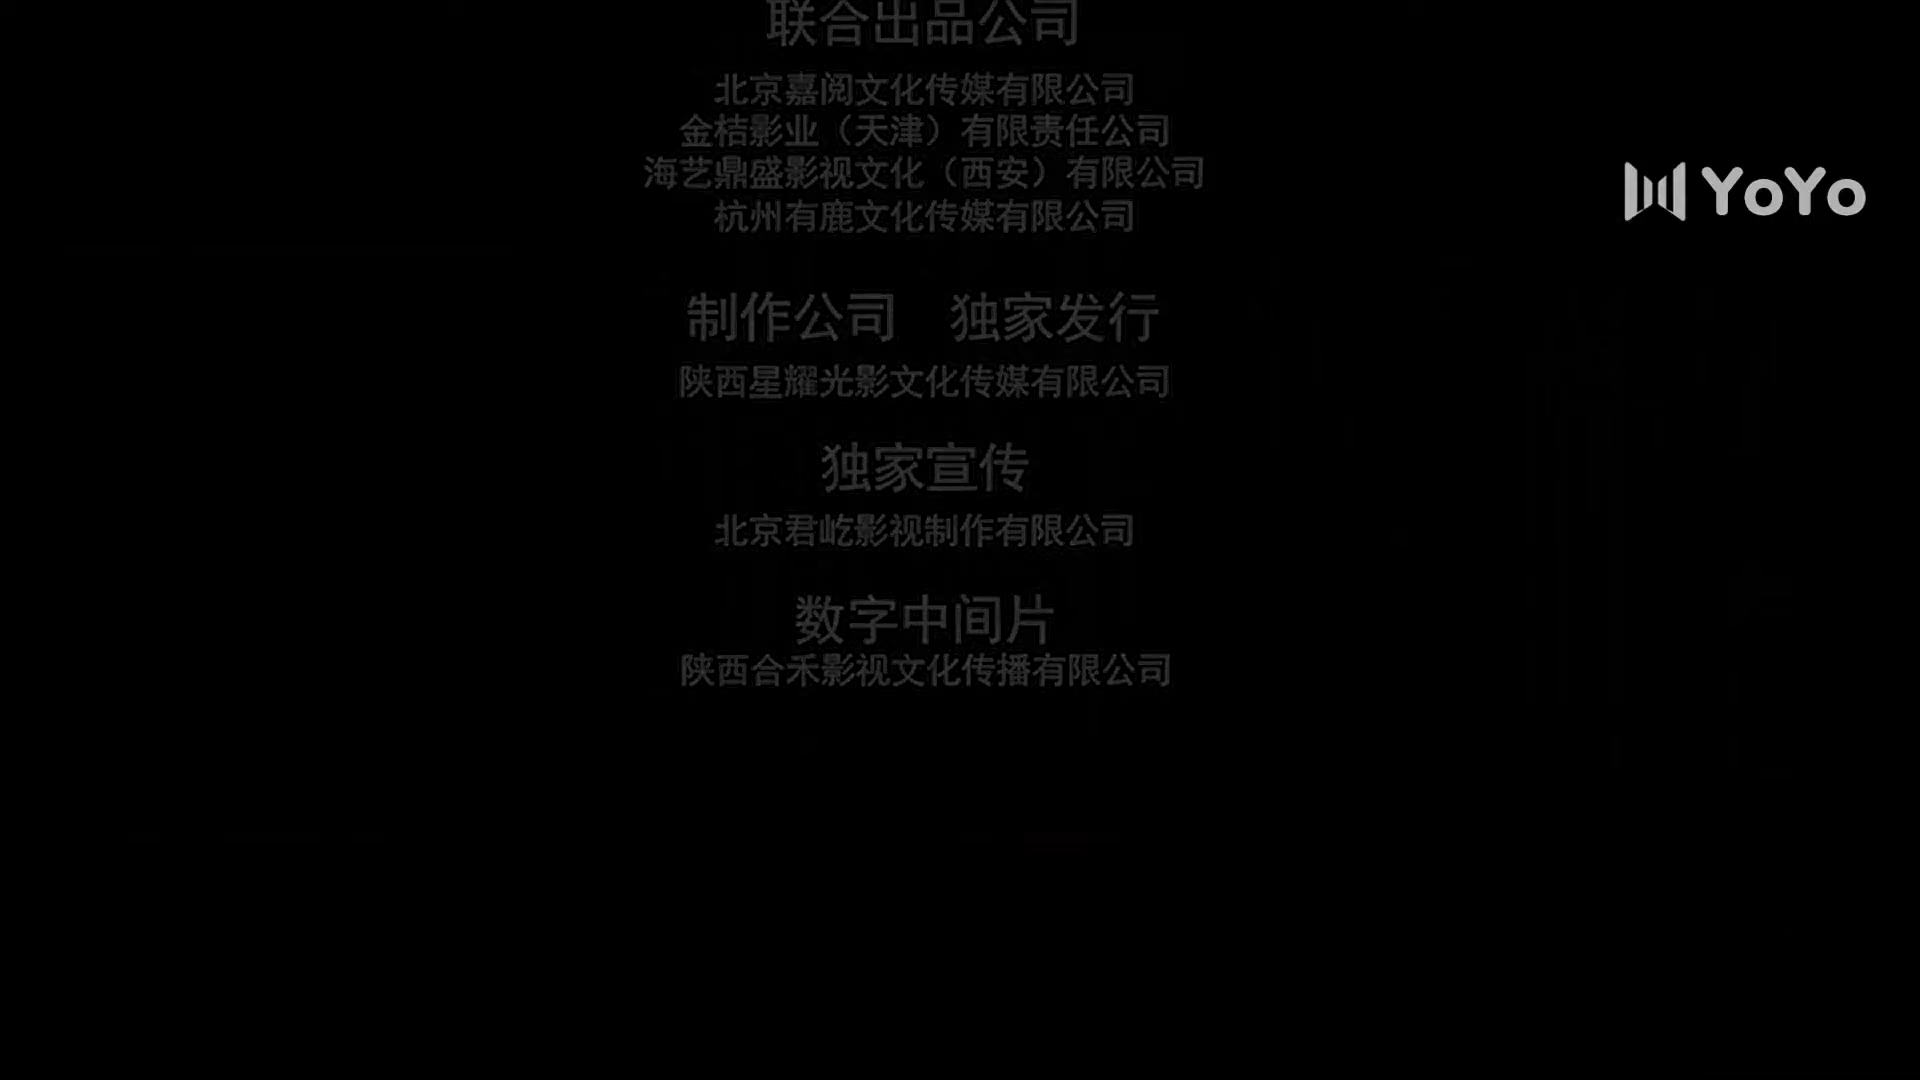 联合出品公司
北京嘉阅文化传媒有限公司
金桔影业（天津）有限责任公司
海艺鼎盛影视文化（西安）有限公司
杭州有鹿文化传媒有限公司
YoYo
制作公司 独家发行
陕西星耀光影文化传媒有限公司
独家宣传
北京君屹影视制作有限公司
数字中间片
陕西合禾影视文化传播有限公司